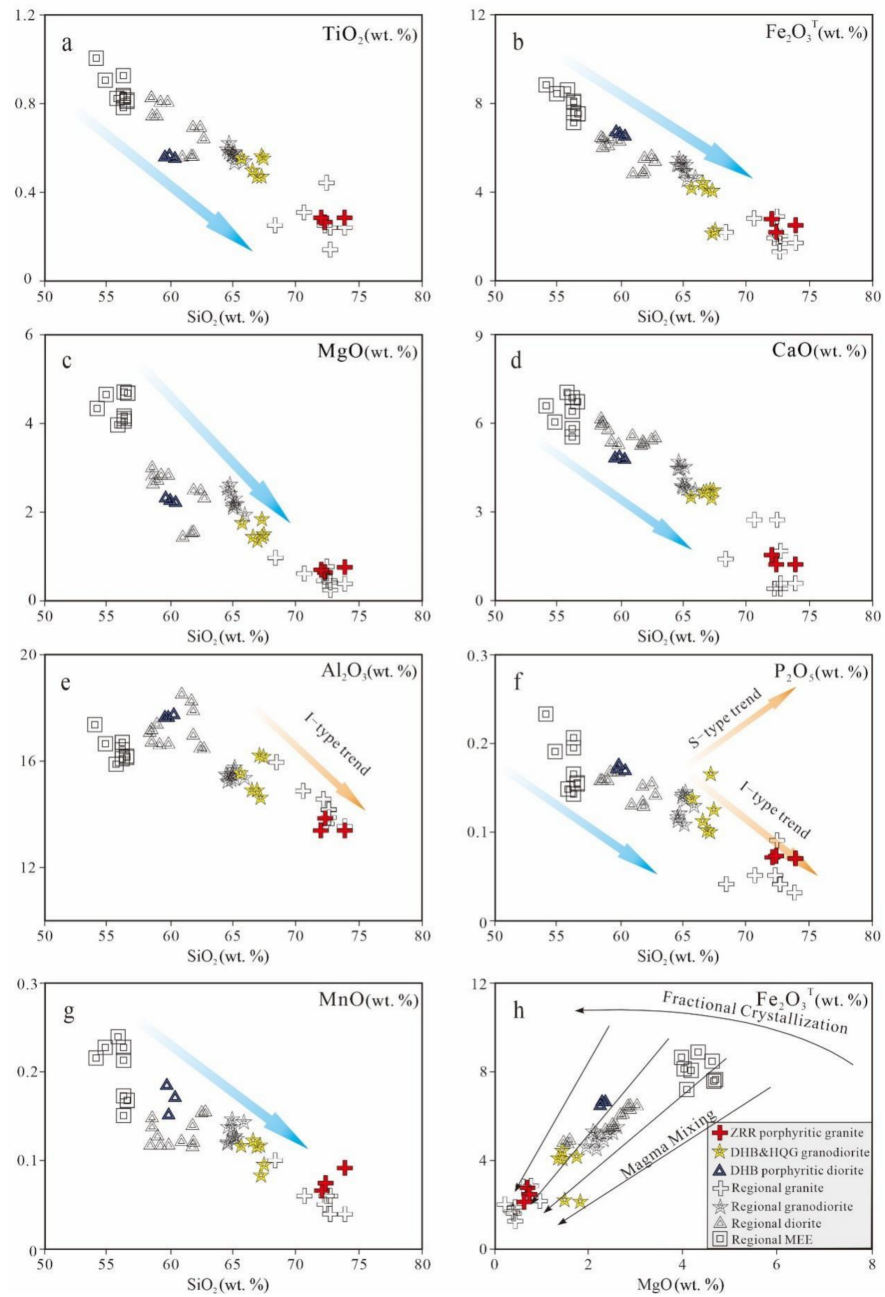 a
TiO₂(wt. %)
1.2
0.8
0.4
0
50 55 60 65 70 75 80
SiO₂(wt. %)
b
Fe₂O₃ᵀ(wt. %)
12
8
4
0
50 55 60 65 70 75 80
SiO₂(wt. %)
c
MgO(wt. %)
6
4
2
0
50 55 60 65 70 75 80
SiO₂(wt. %)
d
CaO(wt. %)
9
6
3
0
50 55 60 65 70 75 80
SiO₂(wt. %)
e
Al₂O₃(wt. %)
I-type trend
20
16
12
50 55 60 65 70 75 80
SiO₂(wt. %)
f
P₂O₅(wt. %)
S-type trend
I-type trend
0.3
0.2
0.1
0
50 55 60 65 70 75 80
SiO₂(wt. %)
g
MnO(wt. %)
0.3
0.2
0.1
0
50 55 60 65 70 75 80
SiO₂(wt. %)
h
Fe₂O₃ᵀ(wt. %)
Fractional Crystallization
Magma Mixing
12
8
4
0
ZRR porphyritic granite
DHB&HQG granodiorite
DHB porphyritic diorite
Regional granite
Regional granodiorite
Regional diorite
Regional MEE
0 2 4 6 8
MgO(wt. %)